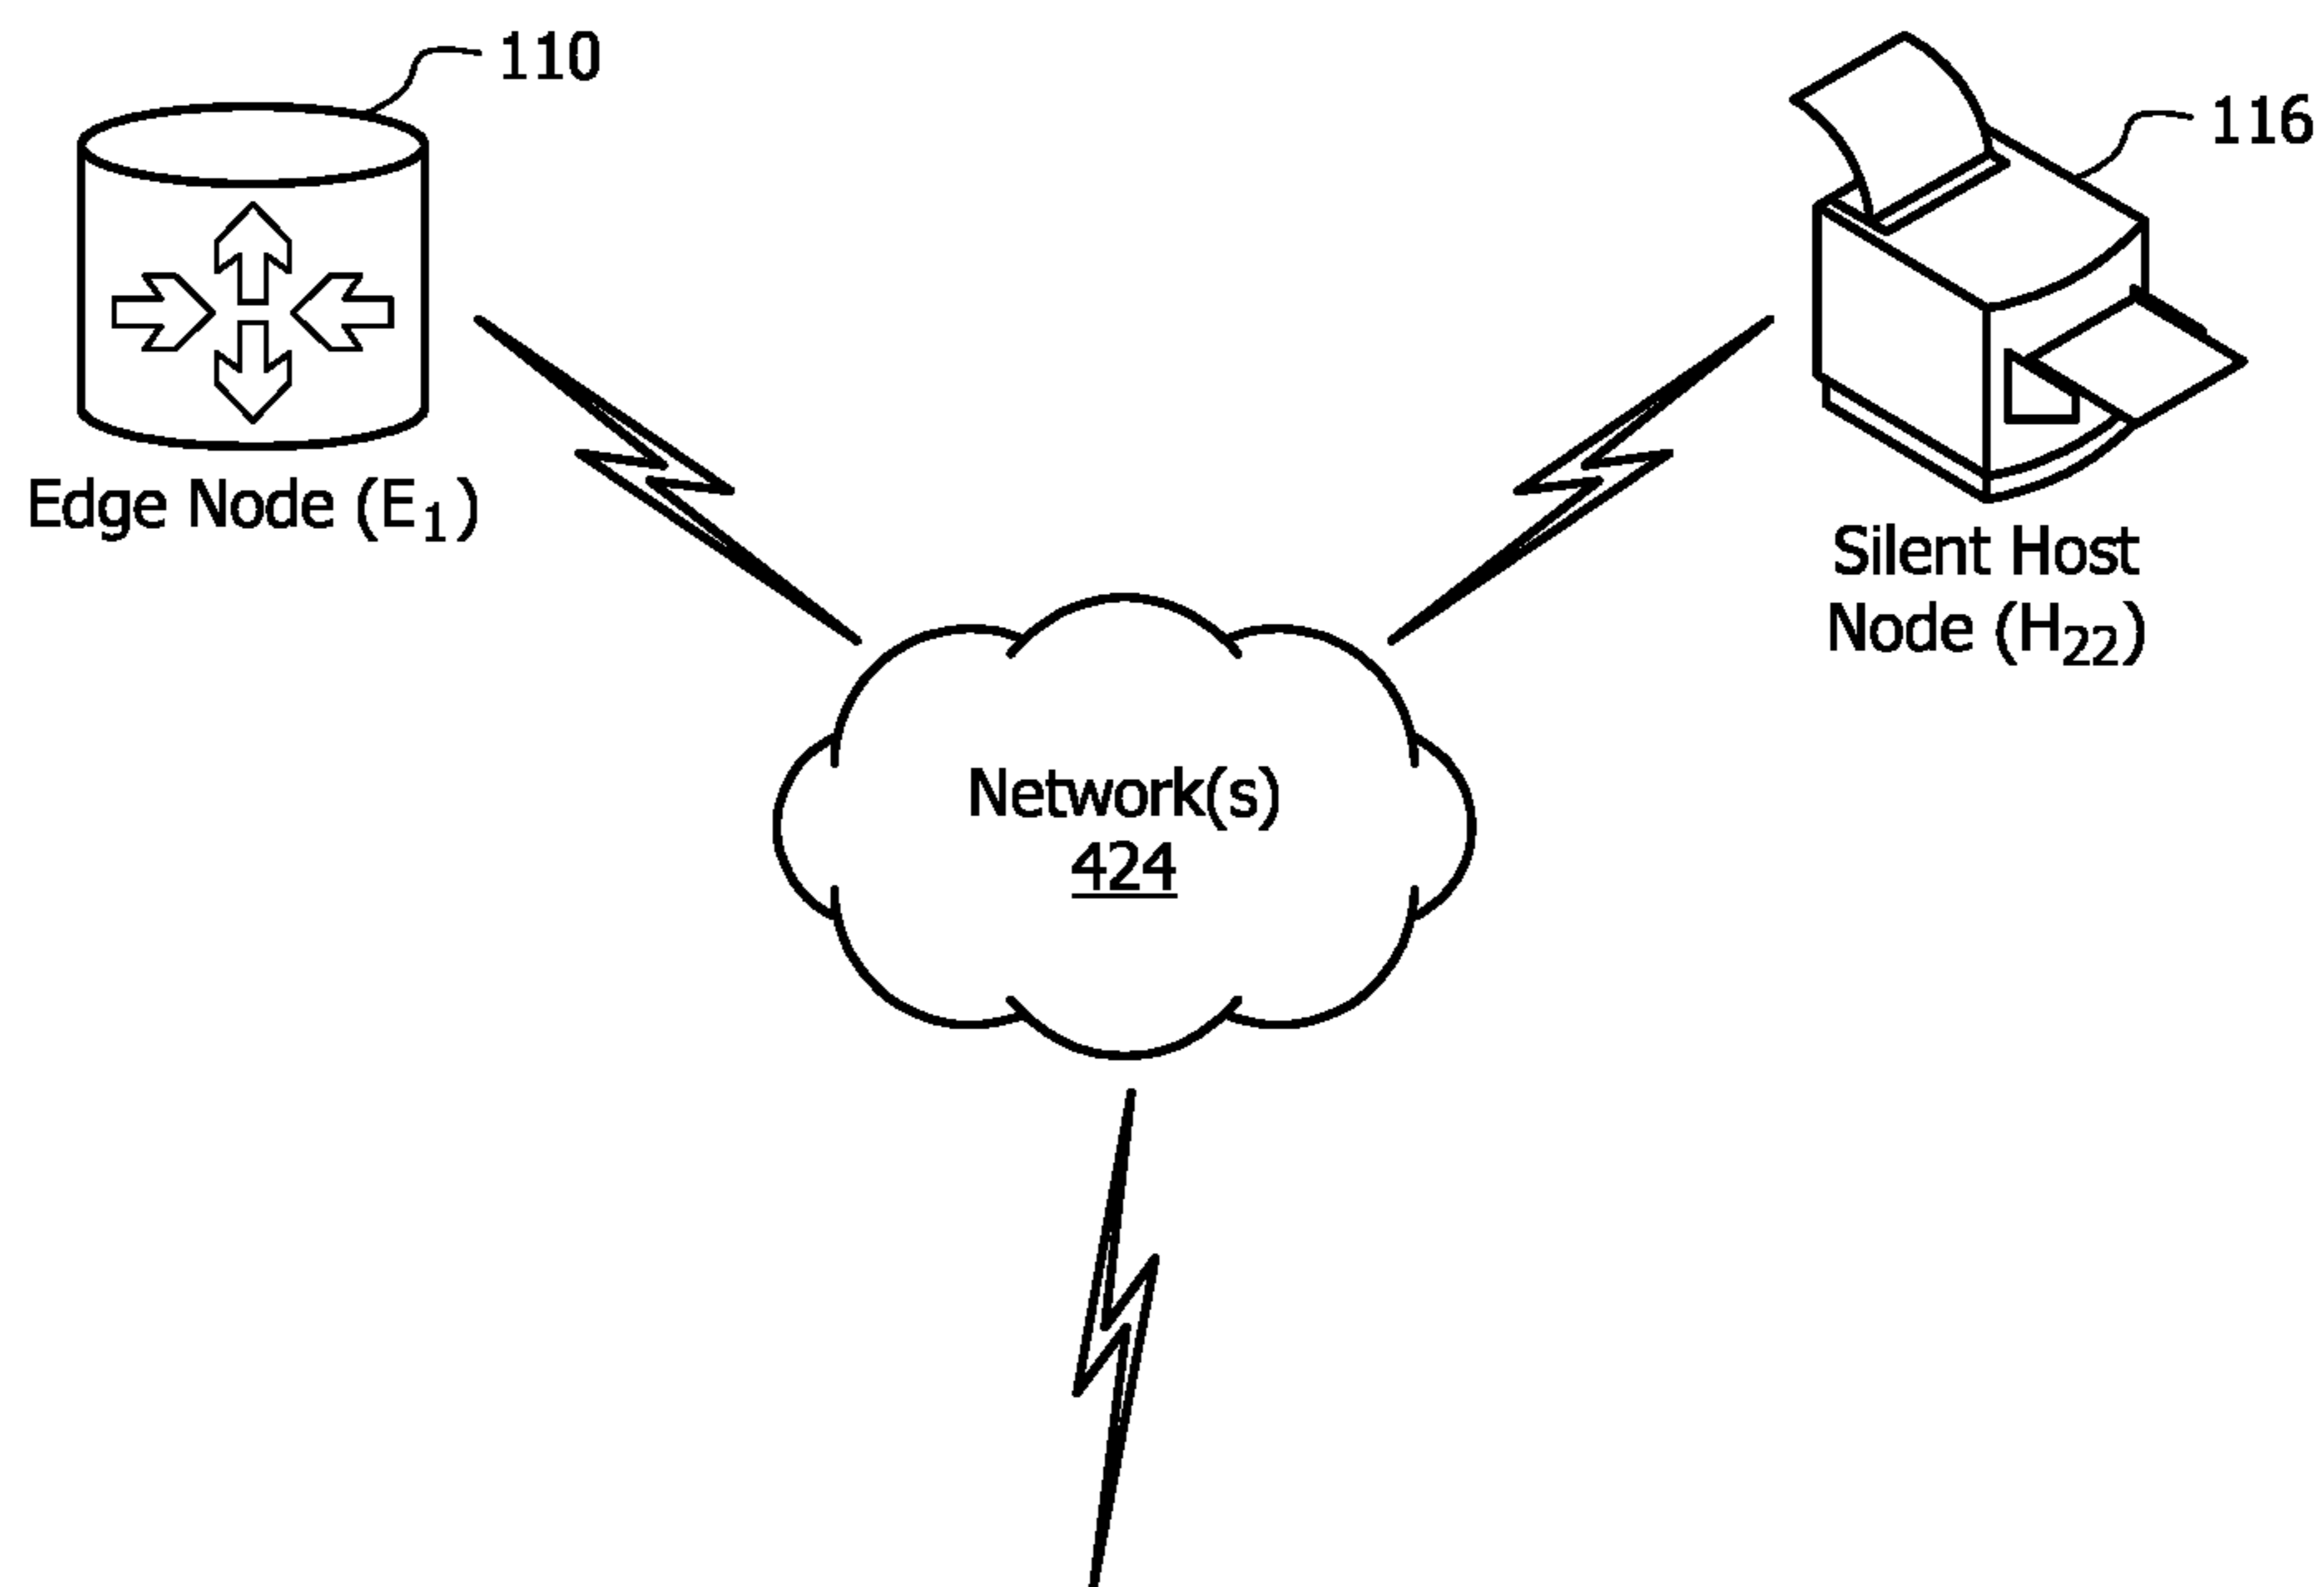 110
116
Edge Node (E1)
Silent Host
Node (H22)
Network(s)
424